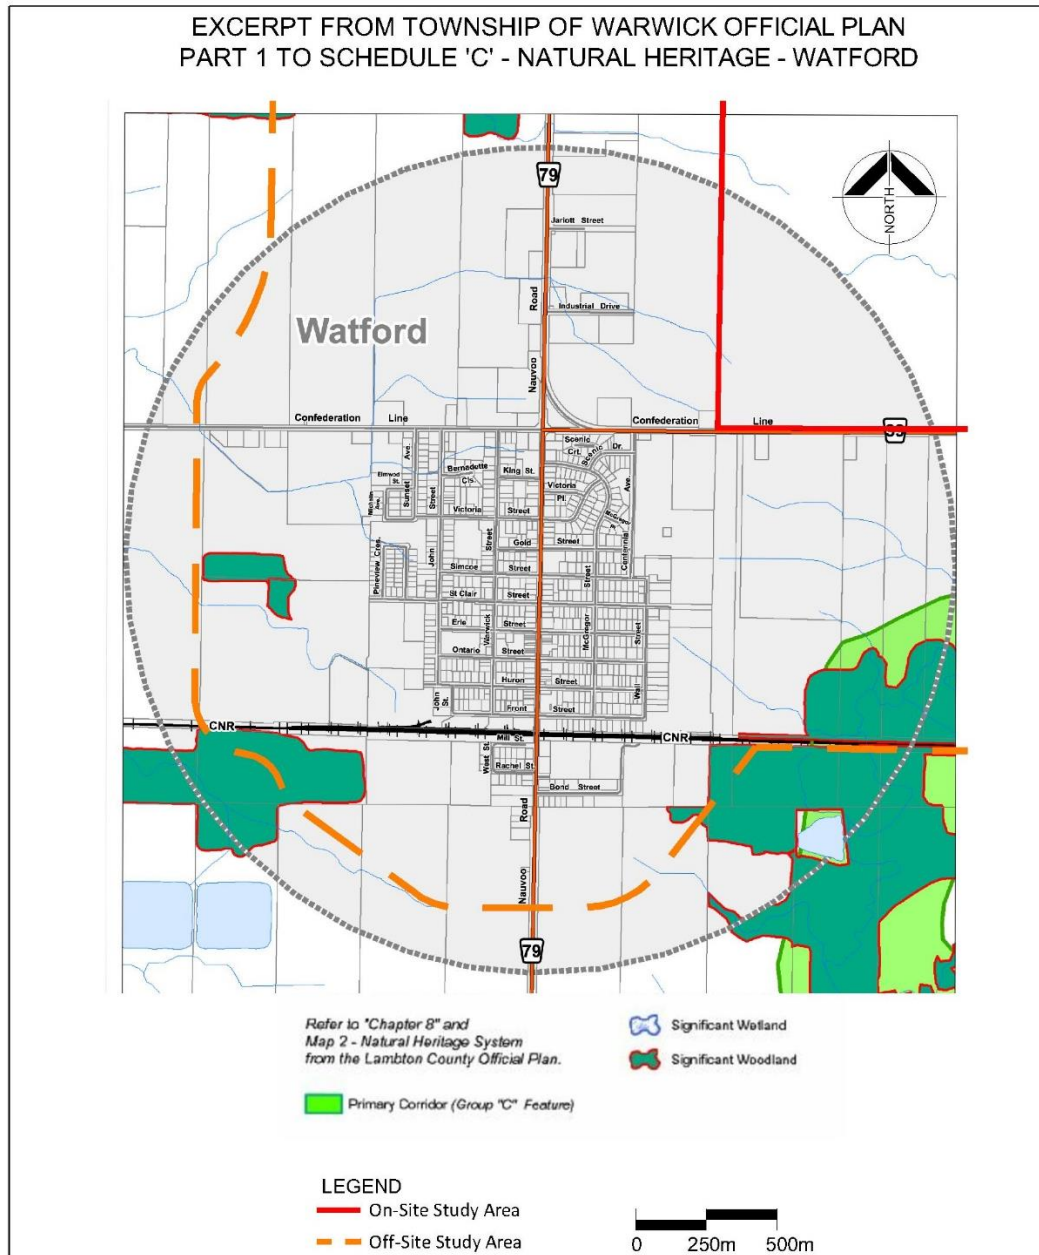 EXCERPT FROM TOWNSHIP OF WARWICK OFFICIAL PLAN
PART 1 TO SCHEDULE 'C' - NATURAL HERITAGE - WATFORD
79
NORTH
Jarlott Street
Industrial Drive
Road
Nauvoo
Watford
Confederation Line
Confederation Line
39
Scenic
Crt.
Scenic Dr.
Bernadette
Cls.
King St.
Elmwood
St.
Ave.
Sunset
Street
Victoria
Pl.
Ave.
McGregor
Pl.
Victoria Street
Gold Street
Street
Centennial
Pineview Cres.
John
Simcoe Street
Street
St Clair Street
Erie Street
Warwick
McGregor
Street
Ontario Street
Huron Street
Wall
John
St.
Front Street
CNR
CNR
Mill St.
West St.
Rachel St.
Bond Street
Road
Nauvoo
79
Refer to "Chapter 8" and
Map 2 - Natural Heritage System
from the Lambton County Official Plan.
Significant Wetland
Significant Woodland
Primary Corridor (Group "C" Feature)
LEGEND
On-Site Study Area
Off-Site Study Area
0 250m 500m